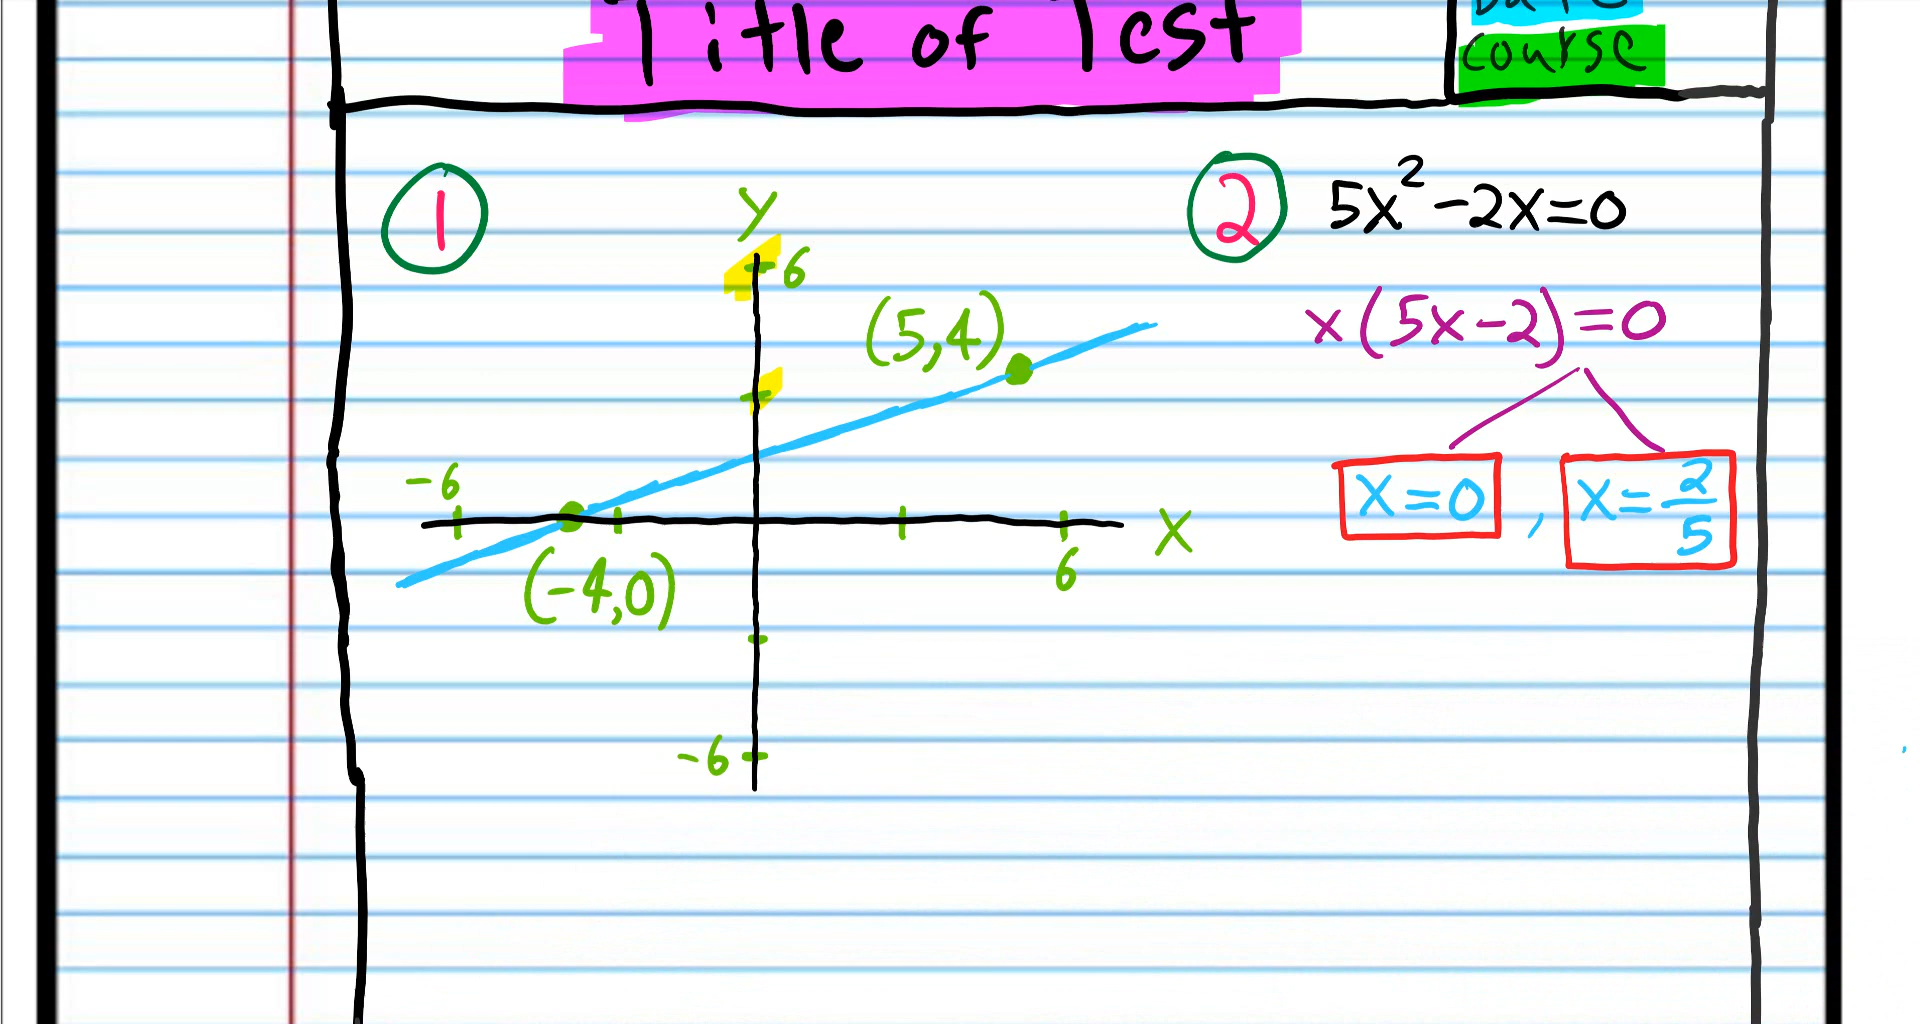 Title of Test
Date
Course
1
y
6
(5,4)
-6
x
6
(-4,0)
-6
2
5x²-2x=0
x(5x-2)=0
x=0, x=2/5